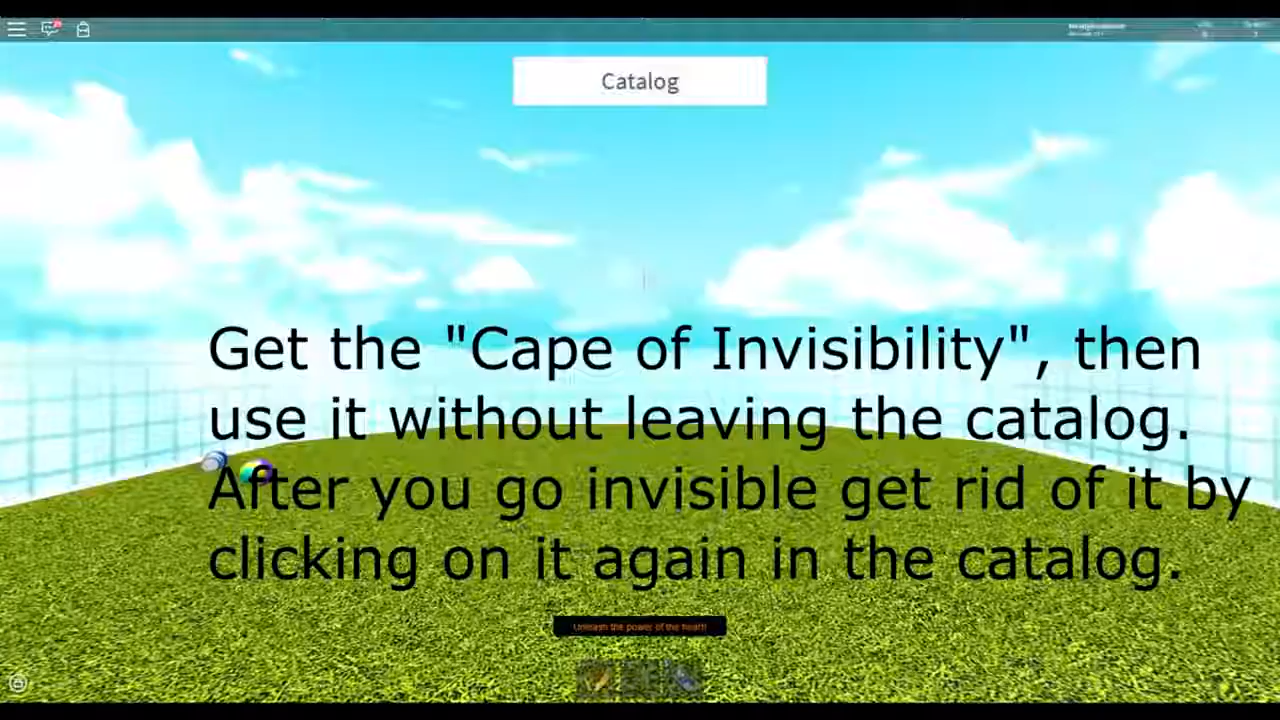 Catalog
Get the "Cape of Invisibility", then
use it without leaving the catalog.
After you go invisible get rid of it by
clicking on it again in the catalog.
Unleash the power of the heart!